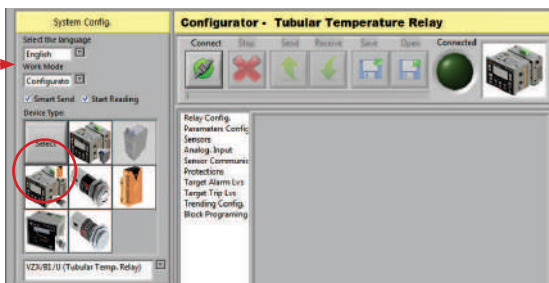 System Config.
Select the language
English
Work Mode
Configurato
Smart Send
Start Reading
Device Type:
Select
VZX/B1/U (Tubular Temp. Relay)
Configurator - Tubular Temperature Relay
Connect
Stop
Send
Receive
Save
Open
Connected
Relay Config.
Parameters Config
Sensors
Analog. Input
Sensor Communic
Protections
Target Alarm Lvs
Target Trip Lvs
Trending Config.
Block Programing